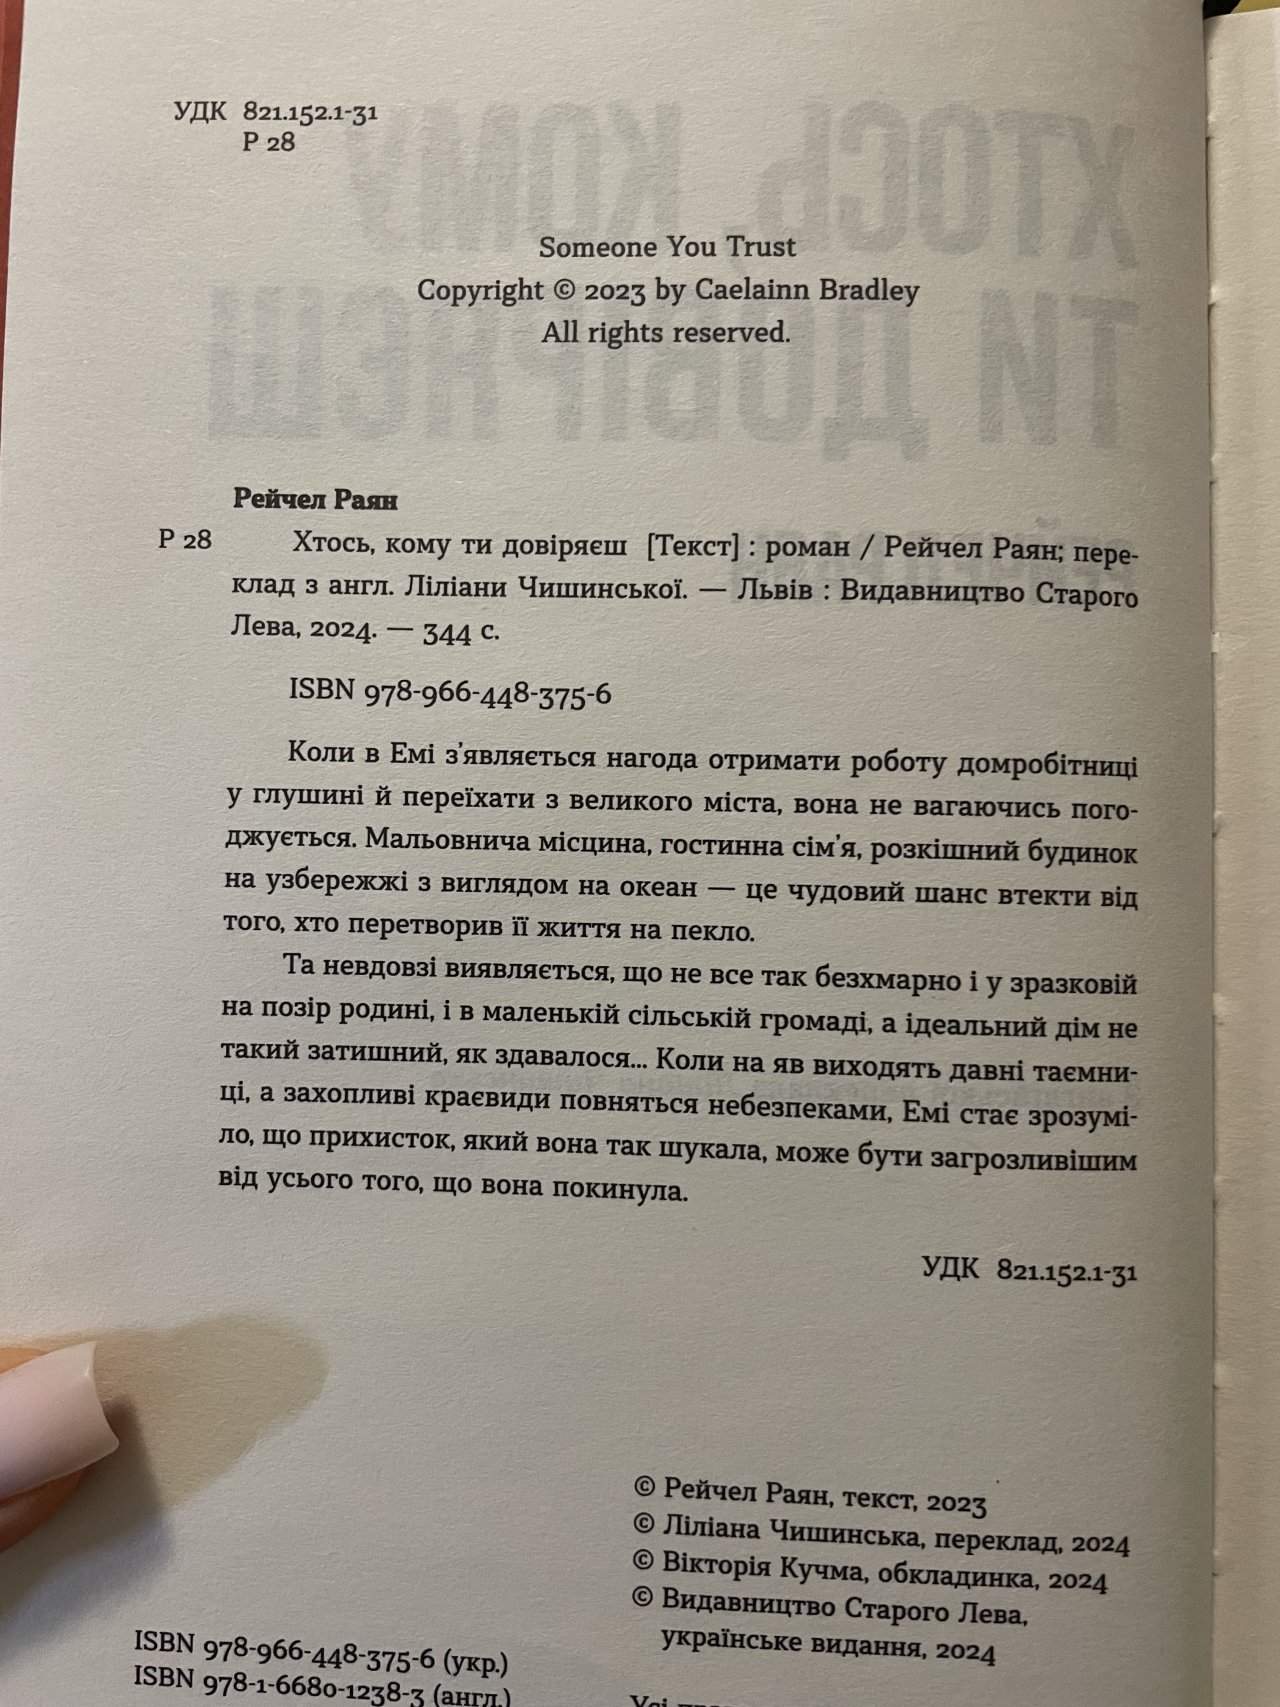 УДК 821.152.1-31
Р 28
Someone You Trust
Copyright © 2023 by Caelainn Bradley
All rights reserved.
Рейчел Раян
Р 28 Хтось, кому ти довіряєш [Текст] : роман / Рейчел Раян; пере-
клад з англ. Ліліани Чишинської. — Львів : Видавництво Старого
Лева, 2024. — 344 с.
ISBN 978-966-448-375-6
Коли в Емі з'являється нагода отримати роботу домробітниці
у глушині й переїхати з великого міста, вона не вагаючись пого-
джується. Мальовнича місцина, гостинна сім'я, розкішний будинок
на узбережжі з виглядом на океан — це чудовий шанс втекти від
того, хто перетворив її життя на пекло.
Та невдовзі виявляється, що не все так безхмарно і у зразковій
на позір родині, і в маленькій сільській громаді, а ідеальний дім не
такий затишний, як здавалося... Коли на яв виходять давні таємни-
ці, а захопливі краєвиди повняться небезпеками, Емі стає зрозумі-
ло, що прихисток, який вона так шукала, може бути загрозливішим
від усього того, що вона покинула.
УДК 821.152.1-31
© Рейчел Раян, текст, 2023
© Ліліана Чишинська, переклад, 2024
© Вікторія Кучма, обкладинка, 2024
© Видавництво Старого Лева,
українське видання, 2024
ISBN 978-966-448-375-6 (укр.)
ISBN 978-1-6680-1238-3 (англ.)
Усі